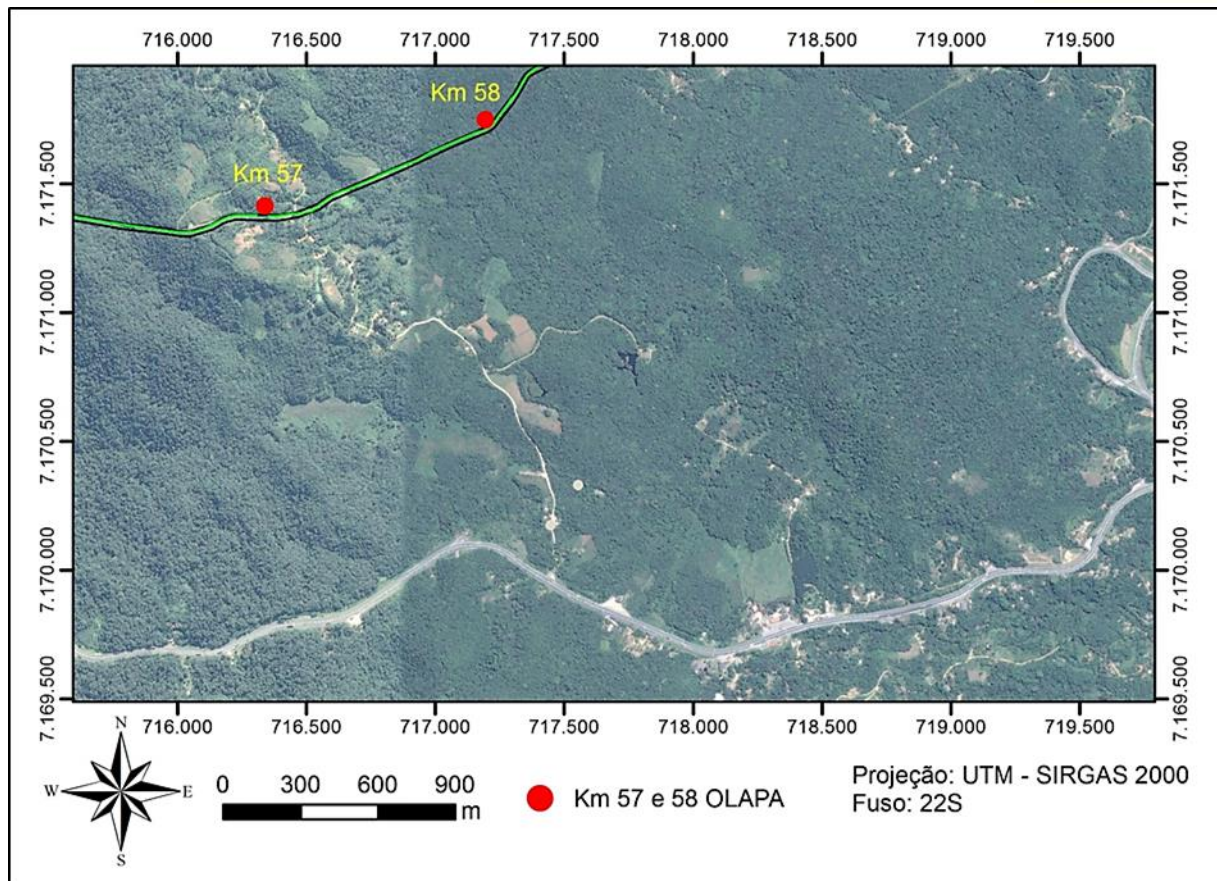 716.000 716.500 717.000 717.500 718.000 718.500 719.000 719.500
Km 58
Km 57
7.171.500 7.171.500
7.171.000 7.171.000
7.170.500 7.170.500
7.170.000 7.170.000
7.169.500 7.169.500
716.000 716.500 717.000 717.500 718.000 718.500 719.000 719.500
N
W E
S
0 300 600 900
m
Km 57 e 58 OLAPA
Projeção: UTM - SIRGAS 2000
Fuso: 22S